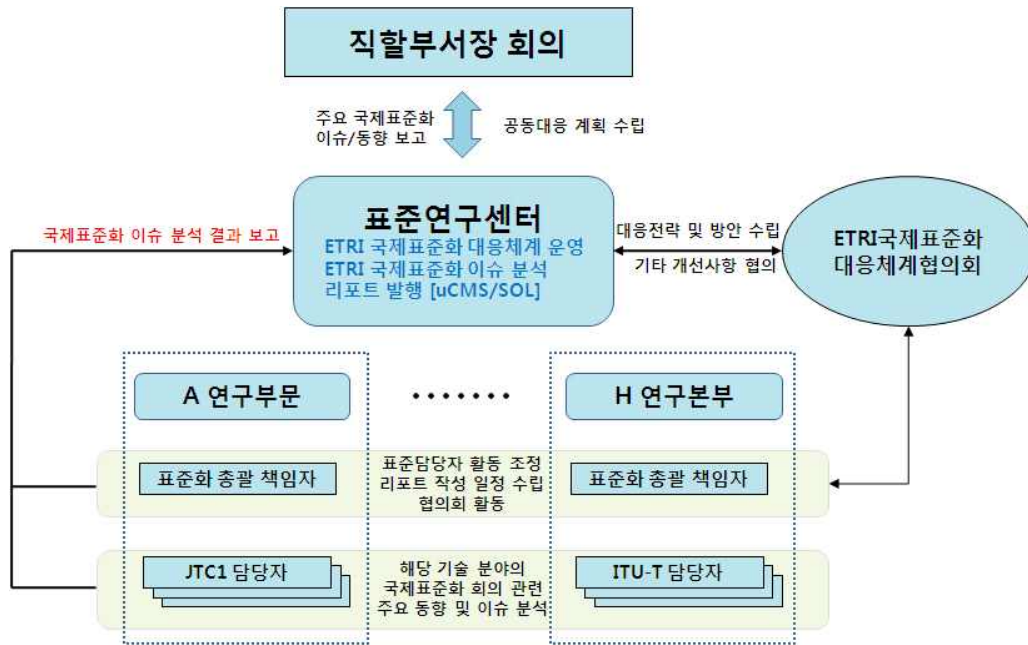 직할부서장 회의
주요 국제표준화
이슈/동향 보고
공동대응 계획 수립
표준연구센터
ETRI 국제표준화 대응체계 운영
ETRI 국제표준화 이슈 분석
리포트 발행 [uCMS/SOL]
국제표준화 이슈 분석 결과 보고
대응전략 및 방안 수립
기타 개선사항 협의
ETRI국제표준화
대응체계협의회
A 연구부문
.......
H 연구본부
표준화 총괄 책임자
표준담당자 활동 조정
리포트 작성 일정 수립
협의회 활동
표준화 총괄 책임자
JTC1 담당자
해당 기술 분야의
국제표준화 회의 관련
주요 동향 및 이슈 분석
ITU-T 담당자